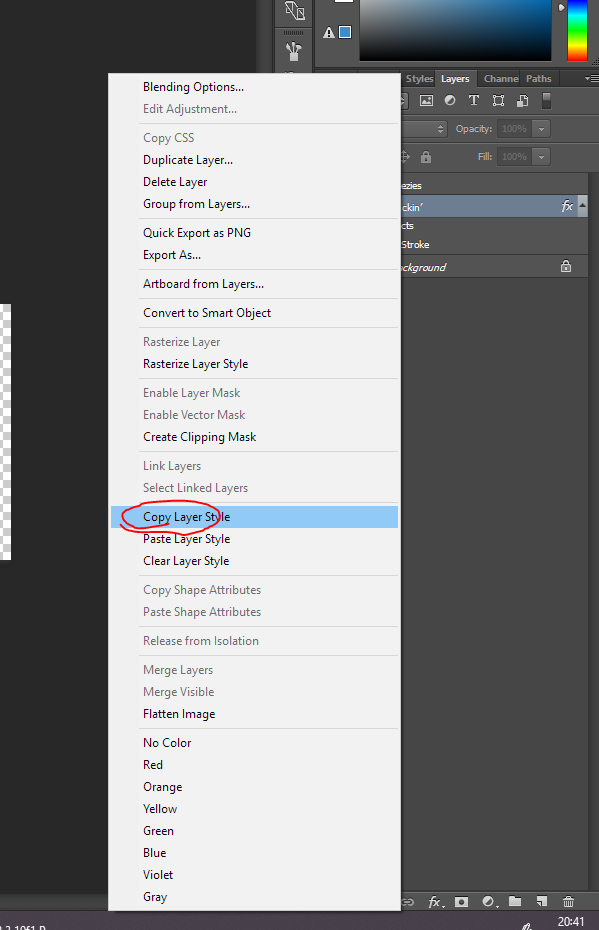 Styles Layers Channe Paths
Opacity: 100%
Fill: 100%
ezies
ckin'
fx
cts
Stroke
ckground
Blending Options...
Edit Adjustment...
Copy CSS
Duplicate Layer...
Delete Layer
Group from Layers...
Quick Export as PNG
Export As...
Artboard from Layers...
Convert to Smart Object
Rasterize Layer
Rasterize Layer Style
Enable Layer Mask
Enable Vector Mask
Create Clipping Mask
Link Layers
Select Linked Layers
Copy Layer Style
Paste Layer Style
Clear Layer Style
Copy Shape Attributes
Paste Shape Attributes
Release from Isolation
Merge Layers
Merge Visible
Flatten Image
No Color
Red
Orange
Yellow
Green
Blue
Violet
Gray
fx
20:41